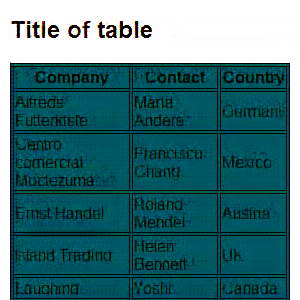 Title of table
Company Contact Country
Alfreds Maria Germany
Futterkiste Anders
Centro
comercial Francisco Mexico
Moctezuma Chang
Ernst Handel Roland Austria
Mendel
Island Trading Helen UK
Bennett
Laughing Yoshi Canada